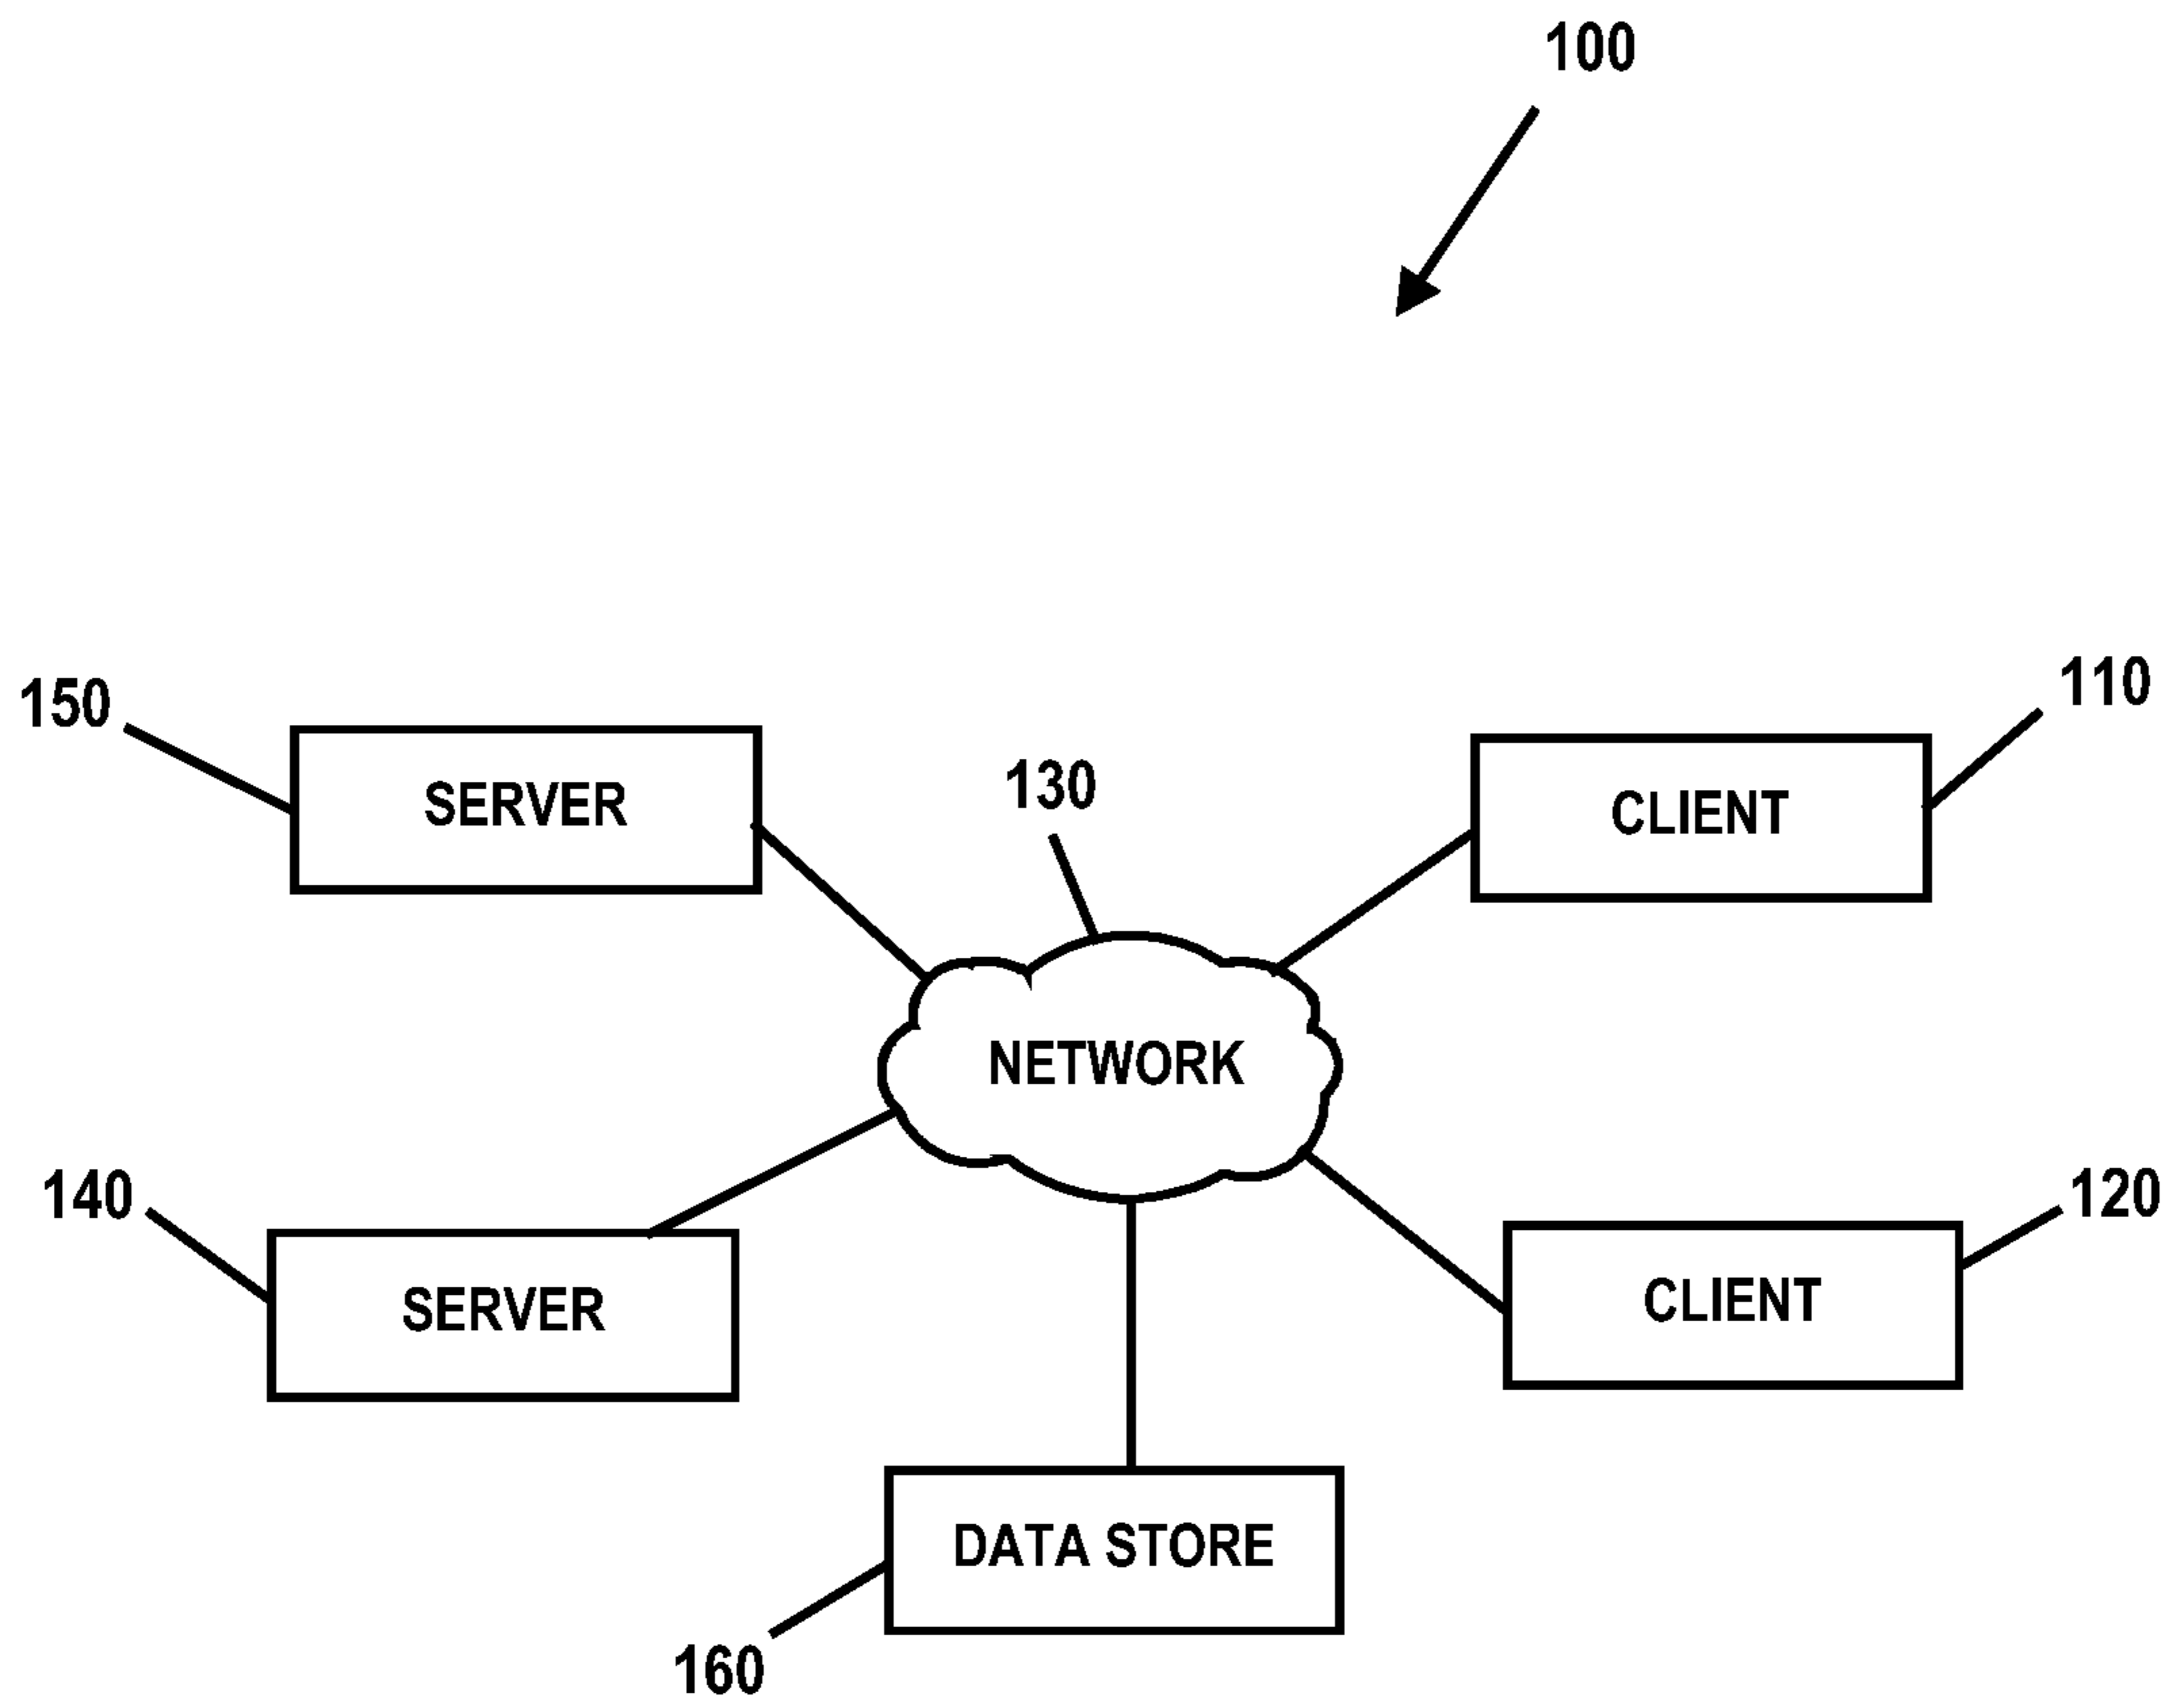 100
150
SERVER
130
110
CLIENT
NETWORK
140
SERVER
120
CLIENT
DATA STORE
160